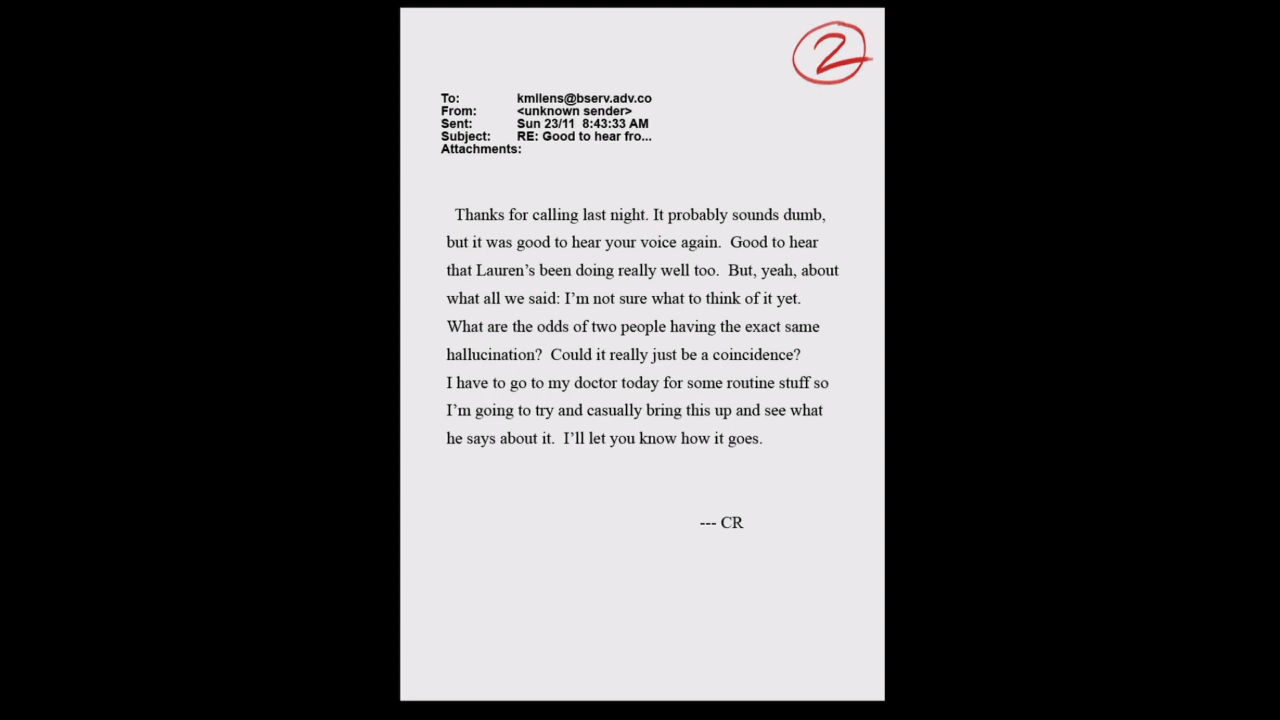 2
To: kmllens@bserv.adv.co
From: <unknown sender>
Sent: Sun 23/11 8:43:33 AM
Subject: RE: Good to hear fro...
Attachments:
Thanks for calling last night. It probably sounds dumb,
but it was good to hear your voice again. Good to hear
that Lauren's been doing really well too. But, yeah, about
what all we said: I'm not sure what to think of it yet.
What are the odds of two people having the exact same
hallucination? Could it really just be a coincidence?
I have to go to my doctor today for some routine stuff so
I'm going to try and casually bring this up and see what
he says about it. I'll let you know how it goes.
--- CR